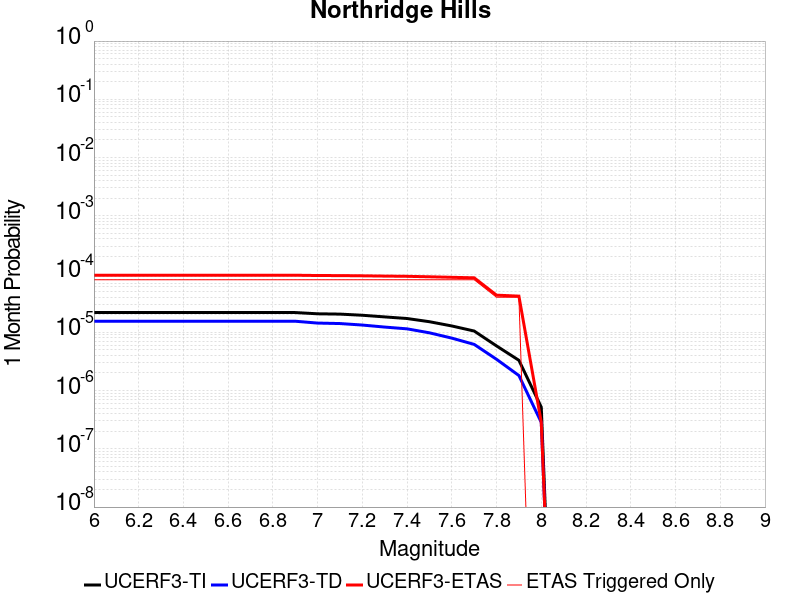 Northridge Hills
10 0
10 -1
10 -2
10 -3
10 -4
10 -5
10 -6
10 -7
10 -8
1 Month Probability
6 6.2 6.4 6.6 6.8 7 7.2 7.4 7.6 7.8 8 8.2 8.4 8.6 8.8 9
Magnitude
UCERF3-TI UCERF3-TD UCERF3-ETAS ETAS Triggered Only